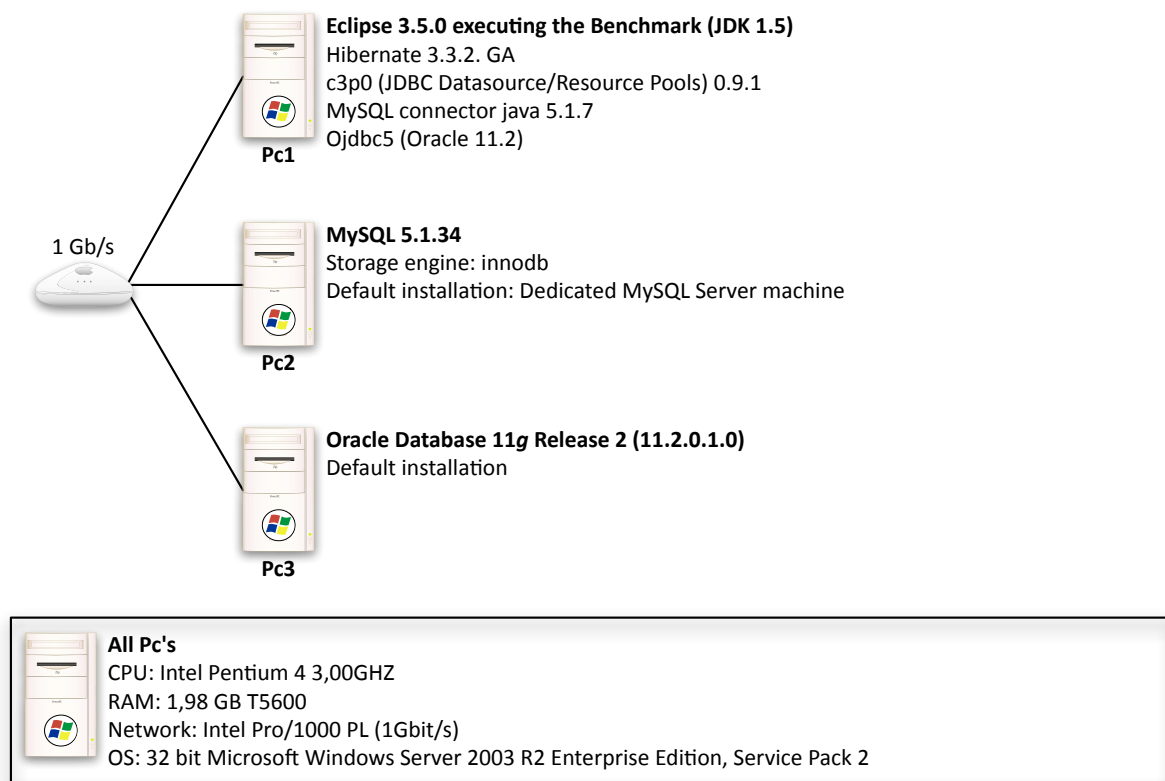 Eclipse 3.5.0 executing the Benchmark (JDK 1.5)
Hibernate 3.3.2. GA
c3p0 (JDBC Datasource/Resource Pools) 0.9.1
MySQL connector java 5.1.7
Ojdbc5 (Oracle 11.2)
Pc1
1 Gb/s
MySQL 5.1.34
Storage engine: innodb
Default installation: Dedicated MySQL Server machine
Pc2
Oracle Database 11g Release 2 (11.2.0.1.0)
Default installation
Pc3
All Pc's
CPU: Intel Pentium 4 3,00GHZ
RAM: 1,98 GB T5600
Network: Intel Pro/1000 PL (1Gbit/s)
OS: 32 bit Microsoft Windows Server 2003 R2 Enterprise Edition, Service Pack 2